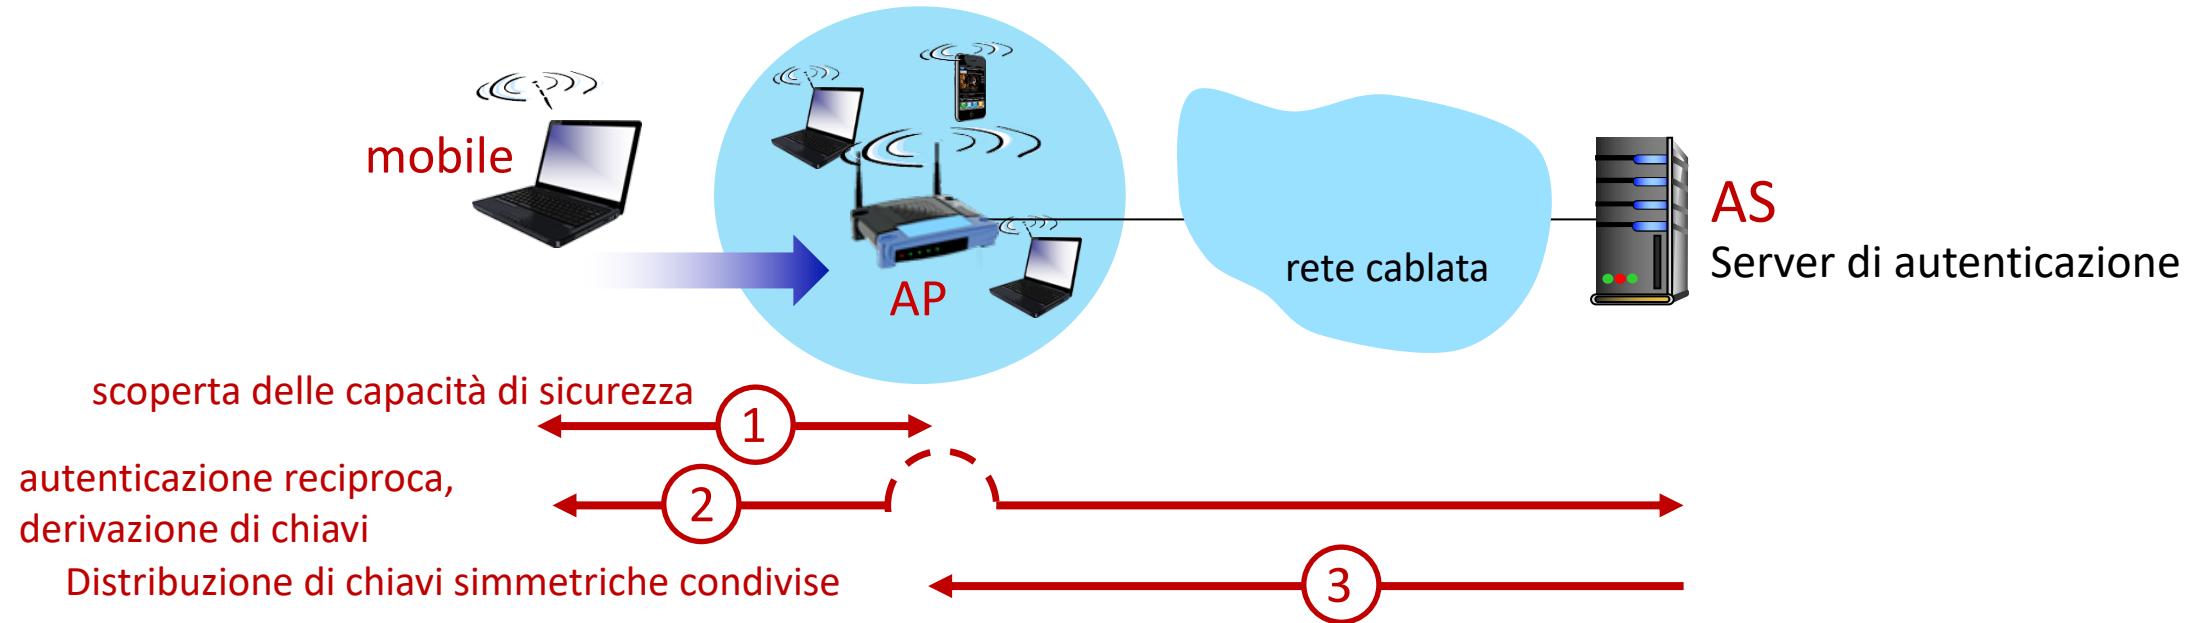 mobile
AP
rete cablata
AS
Server di autenticazione
scoperta delle capacità di sicurezza
1
autenticazione reciproca,
derivazione di chiavi
2
Distribuzione di chiavi simmetriche condivise
3